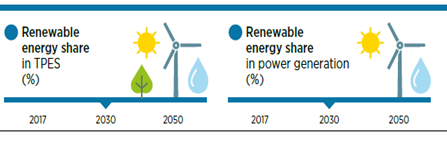 Renewable
energy share
in TPES
(%)
2017 2030 2050
Renewable
energy share
in power generation
(%)
2017 2030 2050